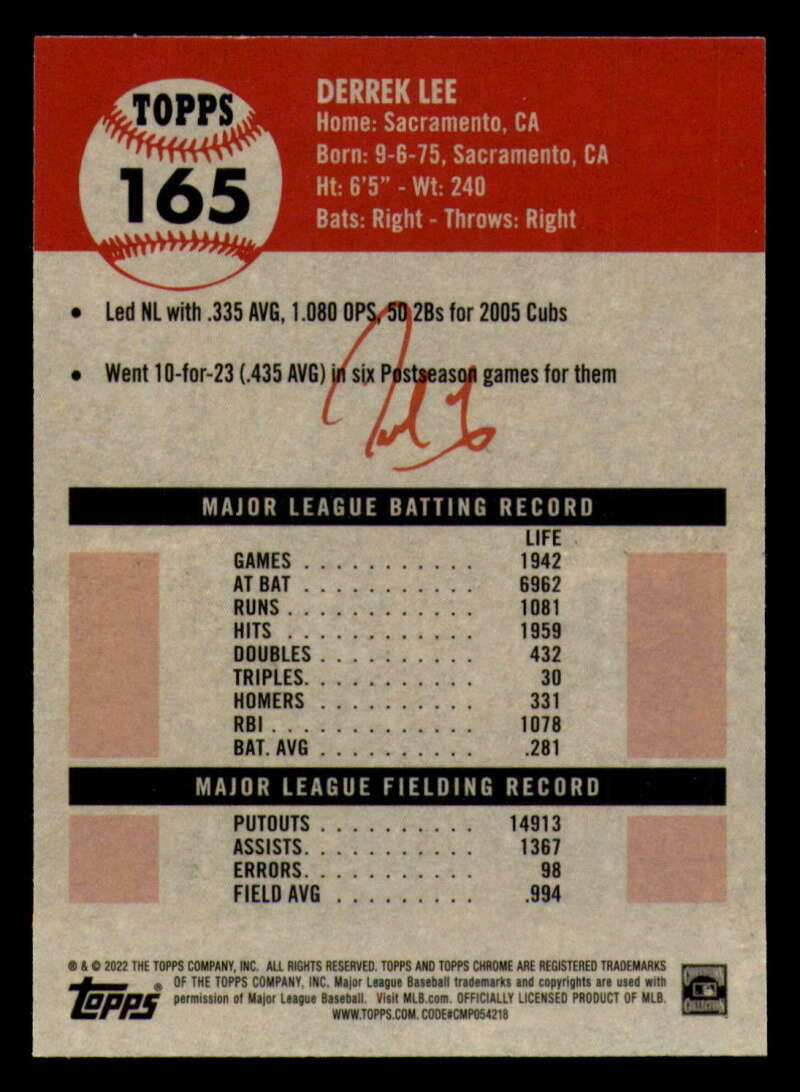 TOPPS
165
DERREK LEE
Home: Sacramento, CA
Born: 9-6-75, Sacramento, CA
Ht: 6'5" - Wt: 240
Bats: Right - Throws: Right
• Led NL with .335 AVG, 1.080 OPS, 50 2Bs for 2005 Cubs
• Went 10-for-23 (.435 AVG) in six Postseason games for them
MAJOR LEAGUE BATTING RECORD
LIFE
GAMES . . . . . . . . . . . 1942
AT BAT . . . . . . . . . . . 6962
RUNS . . . . . . . . . . . . 1081
HITS . . . . . . . . . . . . 1959
DOUBLES . . . . . . . . . . 432
TRIPLES. . . . . . . . . . . 30
HOMERS . . . . . . . . . . 331
RBI . . . . . . . . . . . . . 1078
BAT. AVG . . . . . . . . . . .281
MAJOR LEAGUE FIELDING RECORD
PUTOUTS . . . . . . . . . . 14913
ASSISTS. . . . . . . . . . . 1367
ERRORS. . . . . . . . . . . 98
FIELD AVG . . . . . . . . . .994
® & © 2022 THE TOPPS COMPANY, INC. ALL RIGHTS RESERVED. TOPPS AND TOPPS CHROME ARE REGISTERED TRADEMARKS
OF THE TOPPS COMPANY, INC. Major League Baseball trademarks and copyrights are used with
permission of Major League Baseball. Visit MLB.com. OFFICIALLY LICENSED PRODUCT OF MLB.
WWW.TOPPS.COM. CODE#CMP054218
Topps®
COOPERSTOWN
COLLECTION